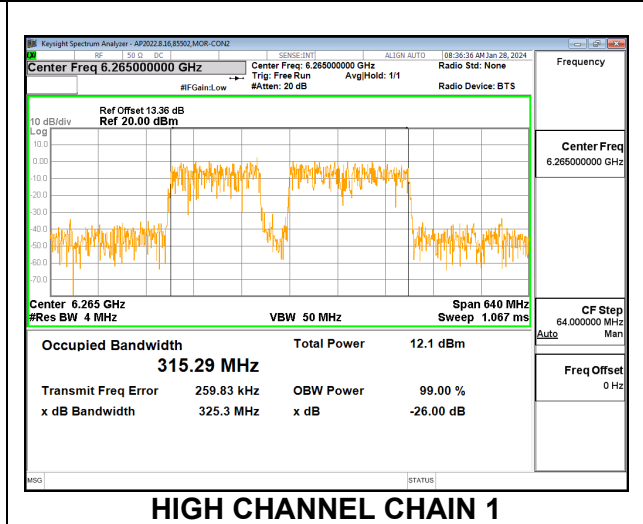 Keysight Spectrum Analyzer - AP2022.8.16,85502,MOR-CON2
RF 50 Ω DC SENSE:INT ALIGN AUTO 08:36:36 AM Jan 28, 2024
Center Freq 6.265000000 GHz
Center Freq: 6.265000000 GHz Radio Std: None
Trig: Free Run Avg|Hold: 1/1
#IFGain:Low #Atten: 20 dB Radio Device: BTS
Frequency
Ref Offset 13.36 dB
10 dB/div Ref 20.00 dBm
Log
10.0
0.00
-10.0
-20.0
-30.0
-40.0
-50.0
-60.0
-70.0
Center Freq
6.265000000 GHz
Center 6.265 GHz Span 640 MHz
#Res BW 4 MHz VBW 50 MHz Sweep 1.067 ms
CF Step
64.000000 MHz
Auto Man
Freq Offset
0 Hz
Occupied Bandwidth Total Power 12.1 dBm
315.29 MHz
Transmit Freq Error 259.83 kHz OBW Power 99.00 %
x dB Bandwidth 325.3 MHz x dB -26.00 dB
MSG STATUS
HIGH CHANNEL CHAIN 1